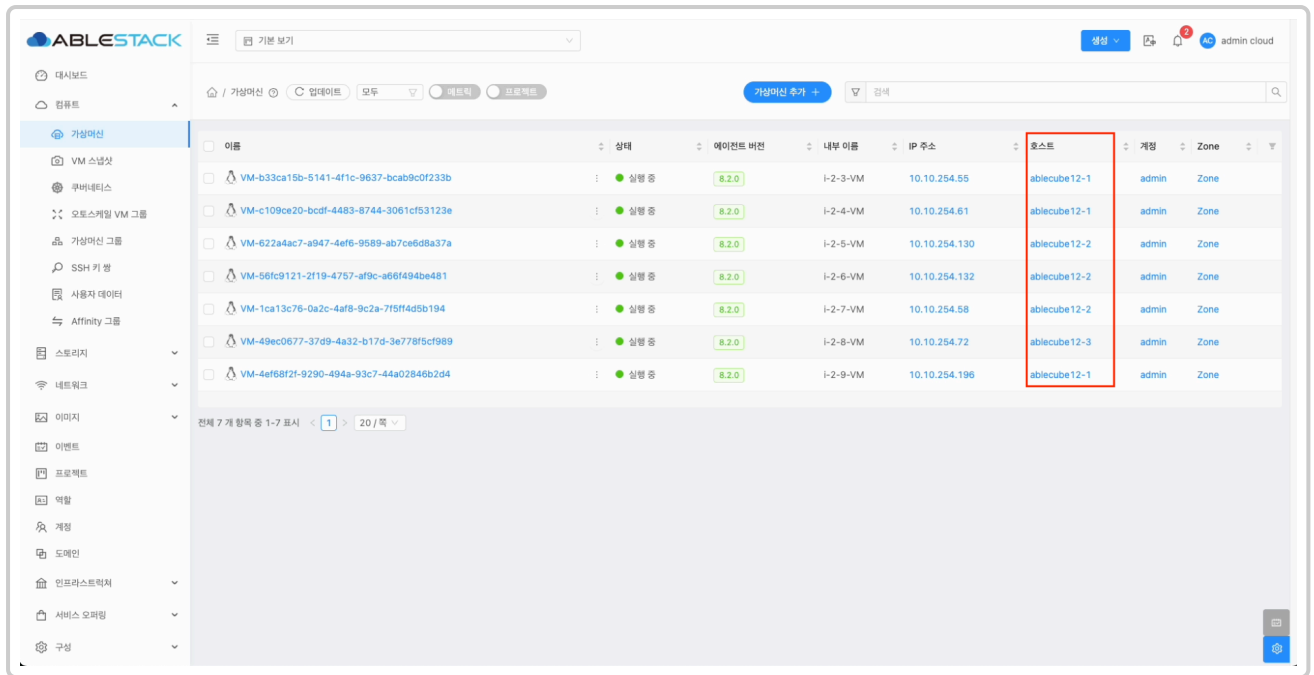 ABLESTACK
기본 보기
생성
2
AC admin cloud
대시보드
컴퓨트
가상머신
VM 스냅샷
쿠버네티스
오토스케일 VM 그룹
가상머신 그룹
SSH 키 쌍
사용자 데이터
Affinity 그룹
스토리지
네트워크
이미지
이벤트
프로젝트
역할
계정
도메인
인프라스트럭쳐
서비스 오퍼링
구성
/ 가상머신 업데이트 모두 메트릭 프로젝트
가상머신 추가 +
검색
이름 상태 에이전트 버전 내부 이름 IP 주소 호스트 계정 Zone
VM-b33ca15b-5141-4f1c-9637-bcab9c0f233b 실행 중 8.2.0 i-2-3-VM 10.10.254.55 ablecube12-1 admin Zone
VM-c109ce20-bcdf-4483-8744-3061cf53123e 실행 중 8.2.0 i-2-4-VM 10.10.254.61 ablecube12-1 admin Zone
VM-622a4ac7-a947-4ef6-9589-ab7ce6d8a37a 실행 중 8.2.0 i-2-5-VM 10.10.254.130 ablecube12-2 admin Zone
VM-56fc9121-2f19-4757-af9c-a66f494be481 실행 중 8.2.0 i-2-6-VM 10.10.254.132 ablecube12-2 admin Zone
VM-1ca13c76-0a2c-4af8-9c2a-7f5ff4d5b194 실행 중 8.2.0 i-2-7-VM 10.10.254.58 ablecube12-2 admin Zone
VM-49ec0677-37d9-4a32-b17d-3e778f5cf989 실행 중 8.2.0 i-2-8-VM 10.10.254.72 ablecube12-3 admin Zone
VM-4ef68f2f-9290-494a-93c7-44a02846b2d4 실행 중 8.2.0 i-2-9-VM 10.10.254.196 ablecube12-1 admin Zone
전체 7 개 항목 중 1-7 표시 < 1 > 20 / 쪽